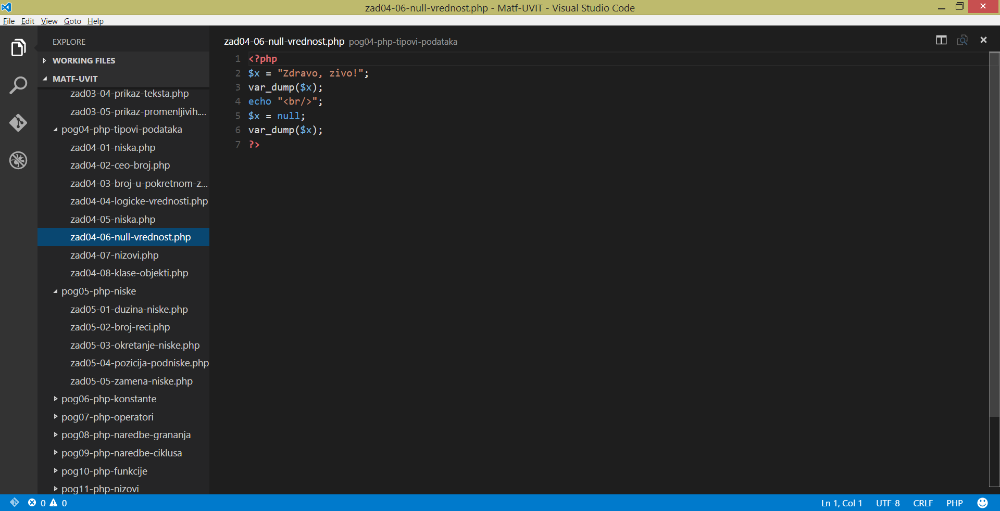 zad04-06-null-vrednost.php - Matf-UVIT - Visual Studio Code
File Edit View Goto Help
EXPLORE
WORKING FILES
MATF-UVIT
zad03-04-prikaz-teksta.php
zad03-05-prikaz-promenljivih....
pog04-php-tipovi-podataka
zad04-01-niska.php
zad04-02-ceo-broj.php
zad04-03-broj-u-pokretnom-z...
zad04-04-logicke-vrednosti.php
zad04-05-niska.php
zad04-06-null-vrednost.php
zad04-07-nizovi.php
zad04-08-klase-objekti.php
pog05-php-niske
zad05-01-duzina-niske.php
zad05-02-broj-reci.php
zad05-03-okretanje-niske.php
zad05-04-pozicija-podniske.php
zad05-05-zamena-niske.php
pog06-php-konstante
pog07-php-operatori
pog08-php-naredbe-grananja
pog09-php-naredbe-ciklusa
pog10-php-funkcije
pog11-php-nizovi
zad04-06-null-vrednost.php pog04-php-tipovi-podataka
1 <?php
2 $x = "Zdravo, zivo!";
3 var_dump($x);
4 echo "<br/>";
5 $x = null;
6 var_dump($x);
7 ?>
0 0 Ln 1, Col 1 UTF-8 CRLF PHP